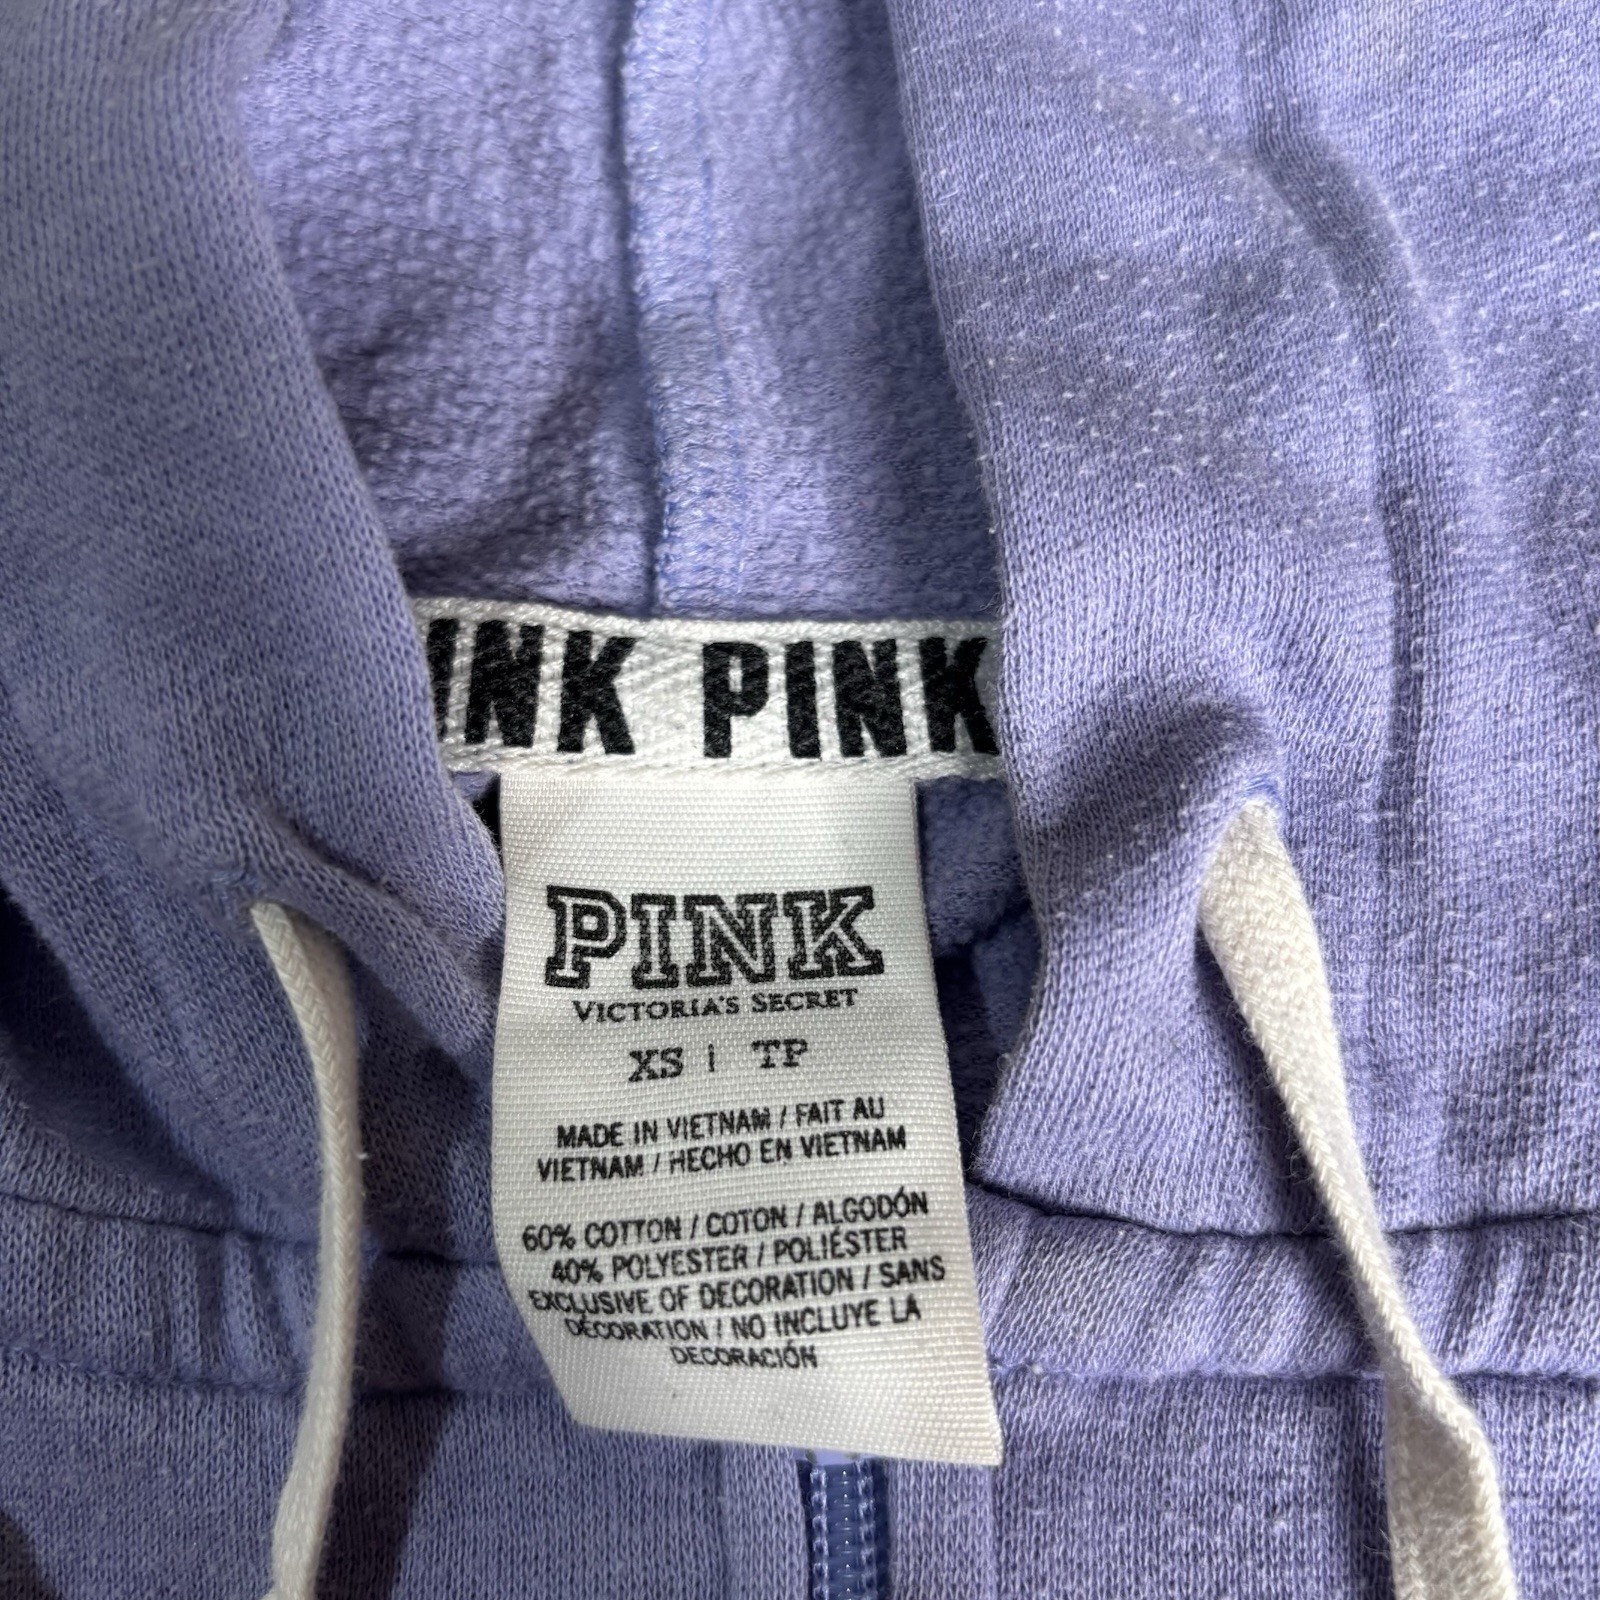 INK PINK
PINK
VICTORIA'S SECRET
XS | TP
MADE IN VIETNAM / FAIT AU
VIETNAM / HECHO EN VIETNAM
60% COTTON / COTON / ALGODÓN
40% POLYESTER / POLIÉSTER
EXCLUSIVE OF DECORATION / SANS
DÉCORATION / NO INCLUYE LA
DECORACIÓN